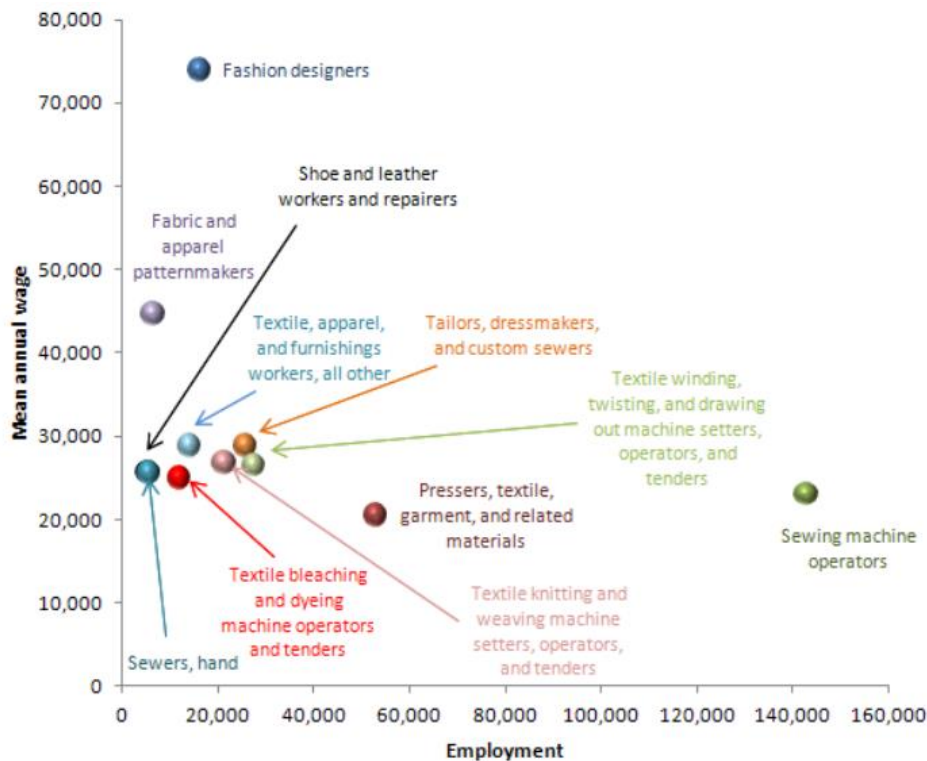 80,000
70,000
60,000
50,000
40,000
30,000
20,000
10,000
0
Mean annual wage
Fashion designers
Shoe and leather
workers and repairers
Fabric and
apparel
patternmakers
Textile, apparel,
and furnishings
workers, all other
Tailors, dressmakers,
and custom sewers
Textile winding,
twisting, and drawing
out machine setters,
operators, and
tenders
Pressers, textile,
garment, and related
materials
Sewing machine
operators
Textile bleaching
and dyeing
machine operators
and tenders
Textile knitting and
weaving machine
setters, operators,
and tenders
Sewers, hand
0
20,000
40,000
60,000
80,000
100,000
120,000
140,000
160,000
Employment